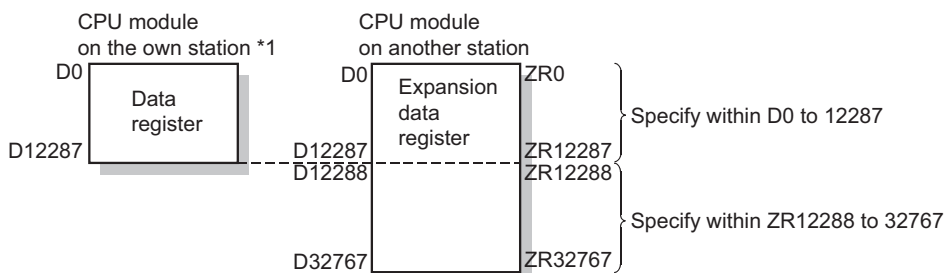 CPU module
on the own station *1
CPU module
on another station
D0
D0
ZR0
Data
register
Expansion
data
register
Specify within D0 to 12287
D12287
D12287
ZR12287
D12288
ZR12288
Specify within ZR12288 to 32767
D32767
ZR32767